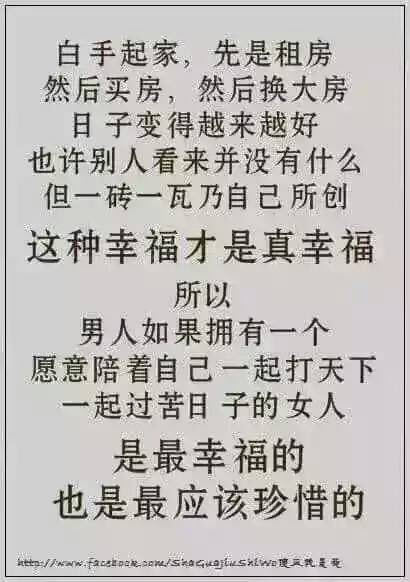 白手起家，先是租房
然后买房，然后换大房
日子变得越来越好
也许别人看来并没有什么
但一砖一瓦乃自己所创
这种幸福才是真幸福
所以
男人如果拥有一个
愿意陪着自己一起打天下
一起过苦日子的女人
是最幸福的
也是最应该珍惜的
http://www.facebook.com/ShaGuaJiuShiWo傻瓜就是我